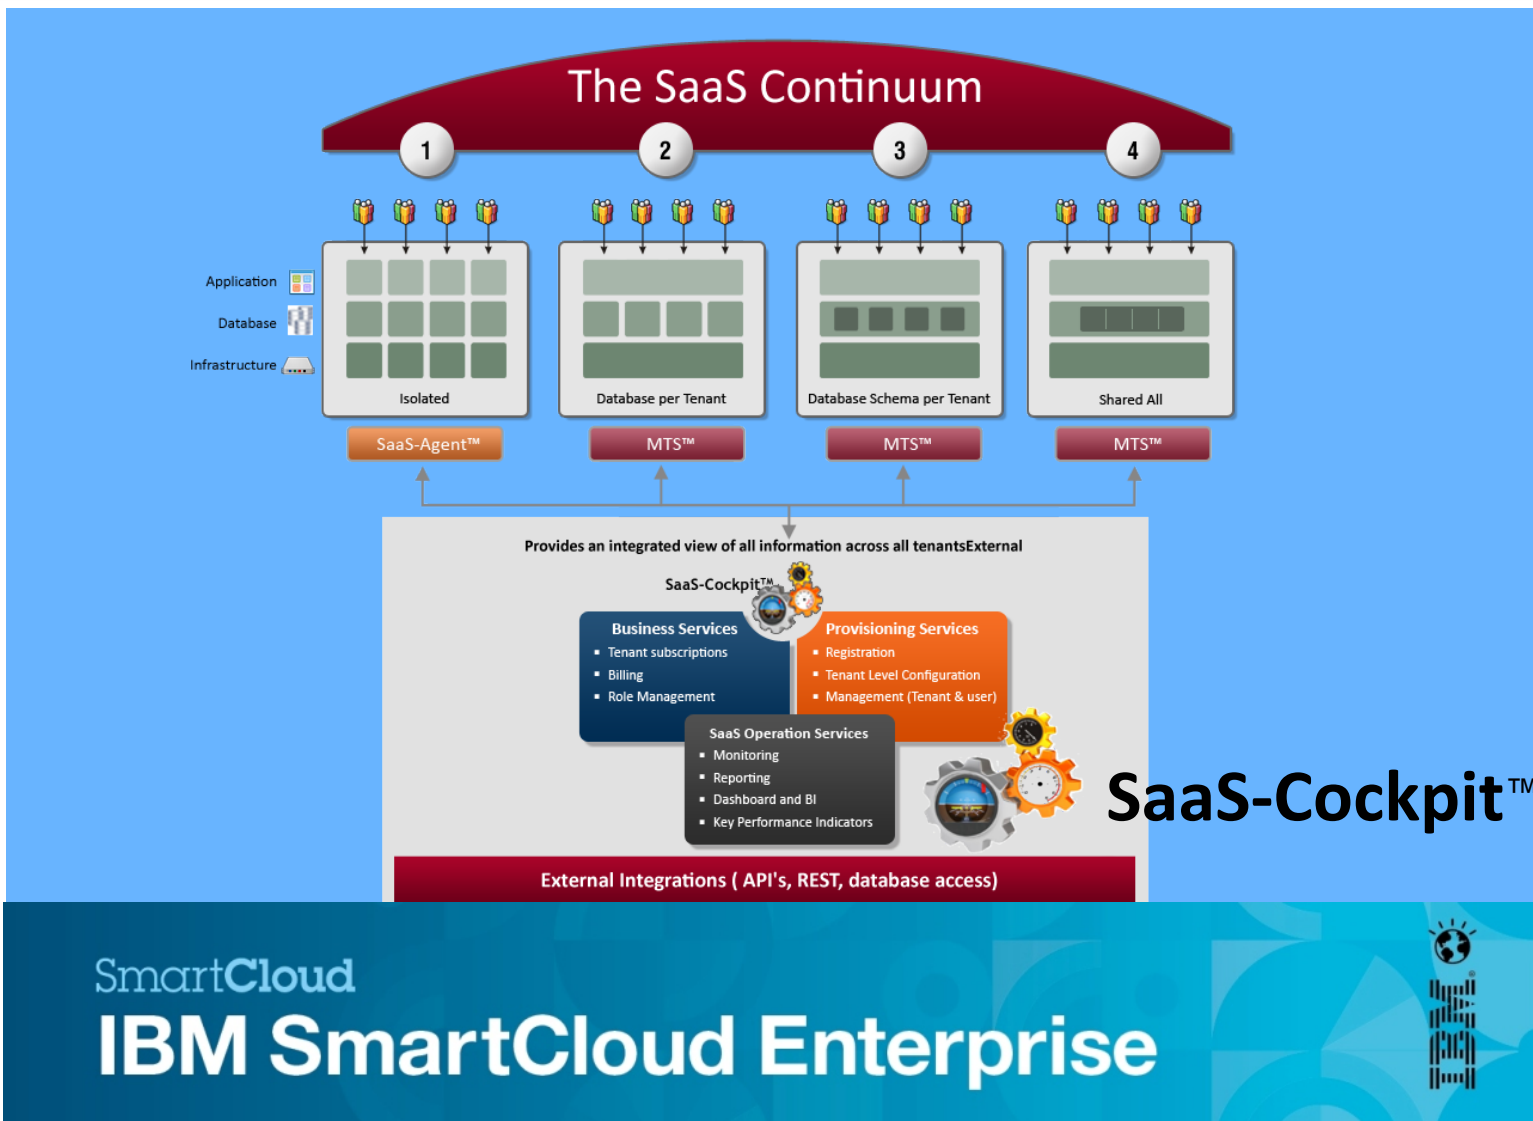 The SaaS Continuum
1
2
3
4
Application
Database
Infrastructure
Isolated
Database per Tenant
Database Schema per Tenant
Shared All
SaaS-Agent™
MTS™
MTS™
MTS™
Provides an integrated view of all information across all tenantsExternal
SaaS-Cockpit™
Business Services
▪ Tenant subscriptions
▪ Billing
▪ Role Management
Provisioning Services
▪ Registration
▪ Tenant Level Configuration
▪ Management (Tenant & user)
SaaS Operation Services
▪ Monitoring
▪ Reporting
▪ Dashboard and BI
▪ Key Performance Indicators
SaaS-Cockpit™
External Integrations ( API's, REST, database access)
SmartCloud
IBM SmartCloud Enterprise
IBM®